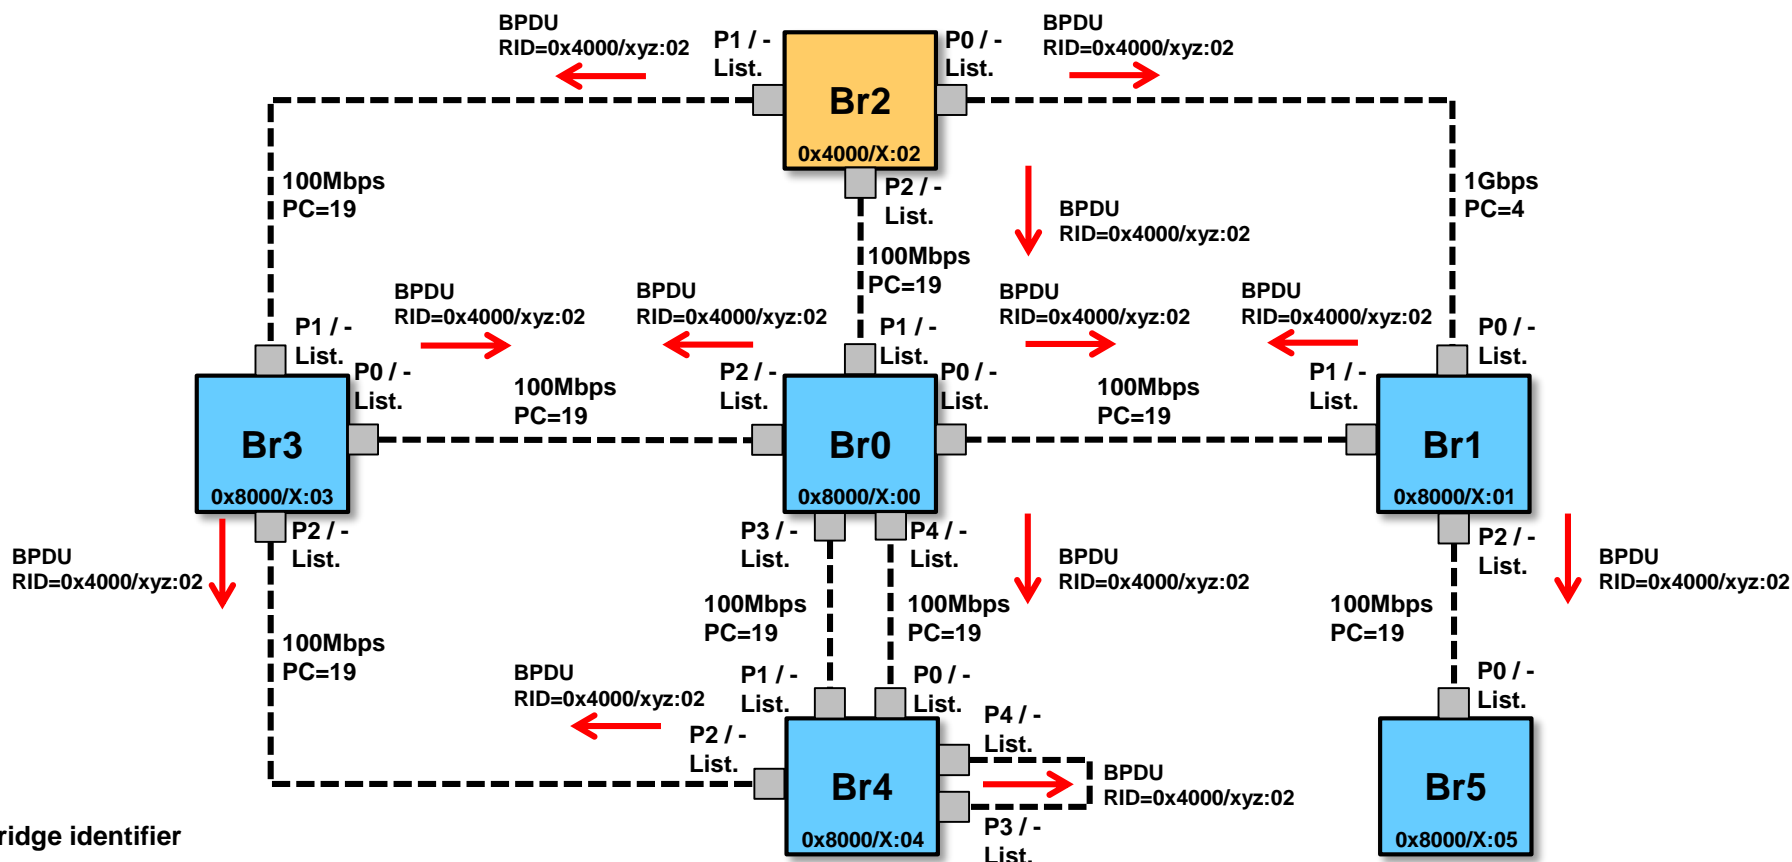 BPDU
RID=0x4000/xyz:02
P1 / -
List.
P0 / -
List.
BPDU
RID=0x4000/xyz:02
Br2
0x4000/X:02
100Mbps
PC=19
P2 / -
List.
BPDU
RID=0x4000/xyz:02
1Gbps
PC=4
100Mbps
PC=19
BPDU
RID=0x4000/xyz:02
BPDU
RID=0x4000/xyz:02
BPDU
RID=0x4000/xyz:02
BPDU
RID=0x4000/xyz:02
P1 / -
List.
P1 / -
List.
P0 / -
List.
P0 / -
List.
100Mbps
PC=19
P2 / -
List.
P0 / -
List.
100Mbps
PC=19
P1 / -
List.
Br3
0x8000/X:03
Br0
0x8000/X:00
Br1
0x8000/X:01
BPDU
RID=0x4000/xyz:02
P2 / -
List.
P3 / -
List.
P4 / -
List.
BPDU
RID=0x4000/xyz:02
P2 / -
List.
BPDU
RID=0x4000/xyz:02
100Mbps
PC=19
100Mbps
PC=19
100Mbps
PC=19
100Mbps
PC=19
BPDU
RID=0x4000/xyz:02
P1 / -
List.
P0 / -
List.
P0 / -
List.
P2 / -
List.
P4 / -
List.
Br4
0x8000/X:04
BPDU
RID=0x4000/xyz:02
P3 / -
List.
Br5
0x8000/X:05
ridge identifier